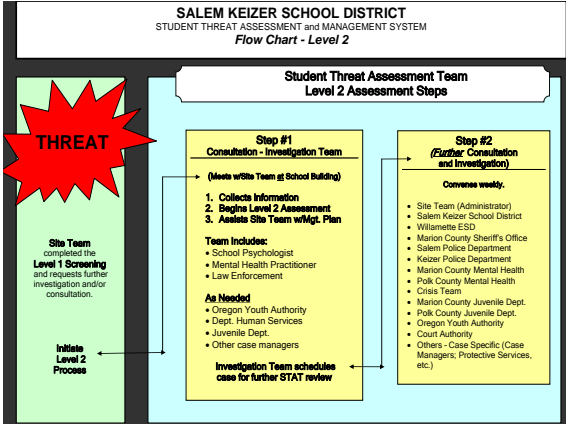 SALEM KEIZER SCHOOL DISTRICT
STUDENT THREAT ASSESSMENT and MANAGEMENT SYSTEM
Flow Chart - Level 2
Student Threat Assessment Team
Level 2 Assessment Steps
THREAT
Site Team
completed the
Level 1 Screening
and requests further
investigation and/or
consultation.
Initiate
Level 2
Process
Step #1
Consultation - Investigation Team
(Meets w/Site Team at School Building)
1. Collects Information
2. Begins Level 2 Assessment
3. Assists Site Team w/Mgt. Plan
Team Includes:
• School Psychologist
• Mental Health Practitioner
• Law Enforcement
As Needed
• Oregon Youth Authority
• Dept. Human Services
• Juvenile Dept.
• Other case managers
Investigation Team schedules
case for further STAT review
Step #2
(Further Consultation
and Investigation)
Convenes weekly.
• Site Team (Administrator)
• Salem Keizer School District
• Willamette ESD
• Marion County Sheriff's Office
• Salem Police Department
• Keizer Police Department
• Marion County Mental Health
• Polk County Mental Health
• Crisis Team
• Marion County Juvenile Dept.
• Polk County Juvenile Dept.
• Oregon Youth Authority
• Court Authority
• Others - Case Specific (Case
Managers; Protective Services,
etc.)